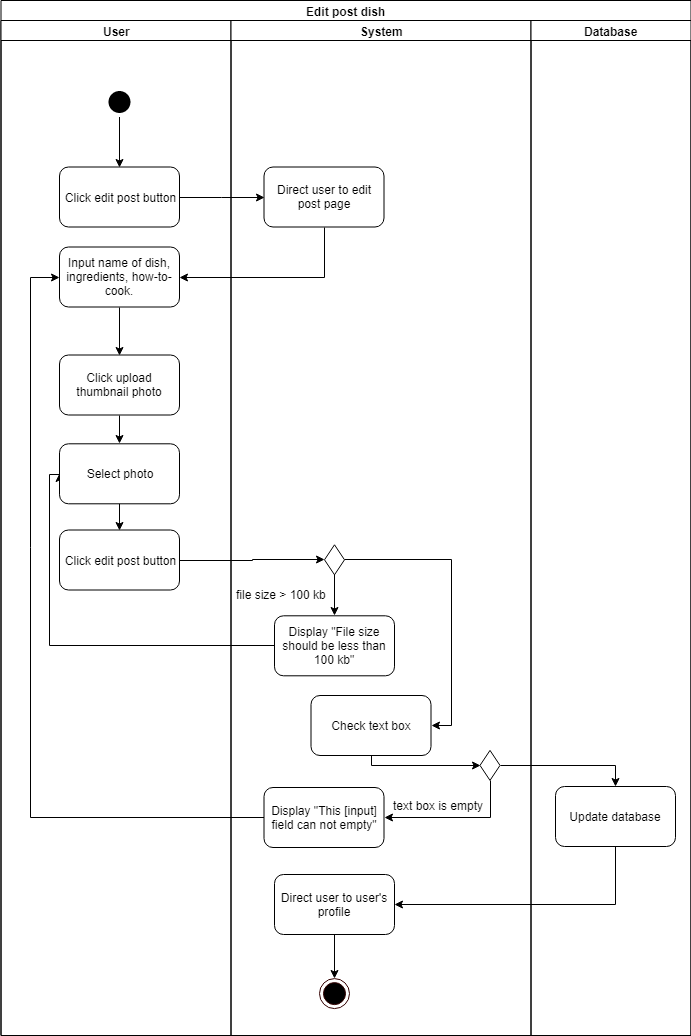 Edit post dish
User
System
Database
Click edit post button
Direct user to edit
post page
Input name of dish,
ingredients, how-to-
cook.
Click upload
thumbnail photo
Select photo
Click edit post button
file size > 100 kb
Display "File size
should be less than
100 kb"
Check text box
text box is empty
Display "This [input]
field can not empty"
Update database
Direct user to user's
profile